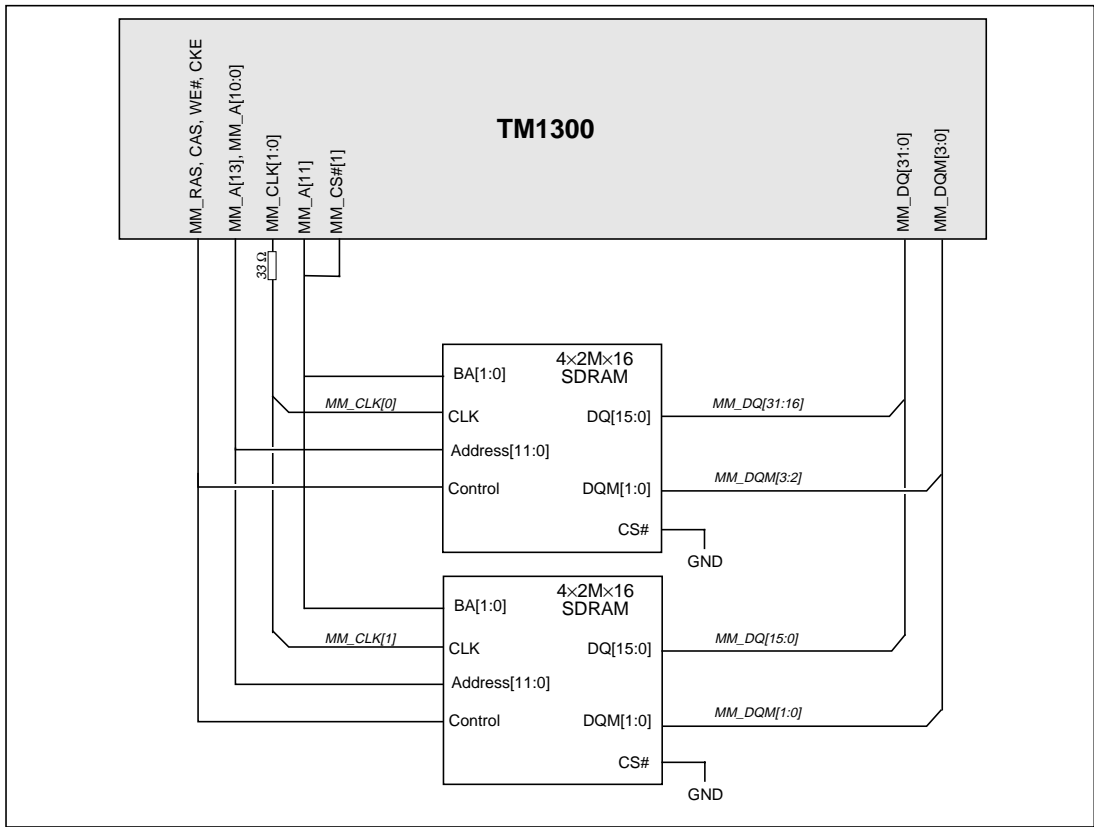 TM1300
MM_RAS, CAS, WE#, CKE
MM_A[13], MM_A[10:0]
MM_CLK[1:0]
MM_A[11]
MM_CS#[1]
MM_DQ[31:0]
MM_DQM[3:0]
33 Ω
4×2M×16
SDRAM
BA[1:0]
MM_CLK[0]
CLK
DQ[15:0]
MM_DQ[31:16]
Address[11:0]
Control
DQM[1:0]
MM_DQM[3:2]
CS#
GND
4×2M×16
SDRAM
BA[1:0]
MM_CLK[1]
CLK
DQ[15:0]
MM_DQ[15:0]
Address[11:0]
Control
DQM[1:0]
MM_DQM[1:0]
CS#
GND